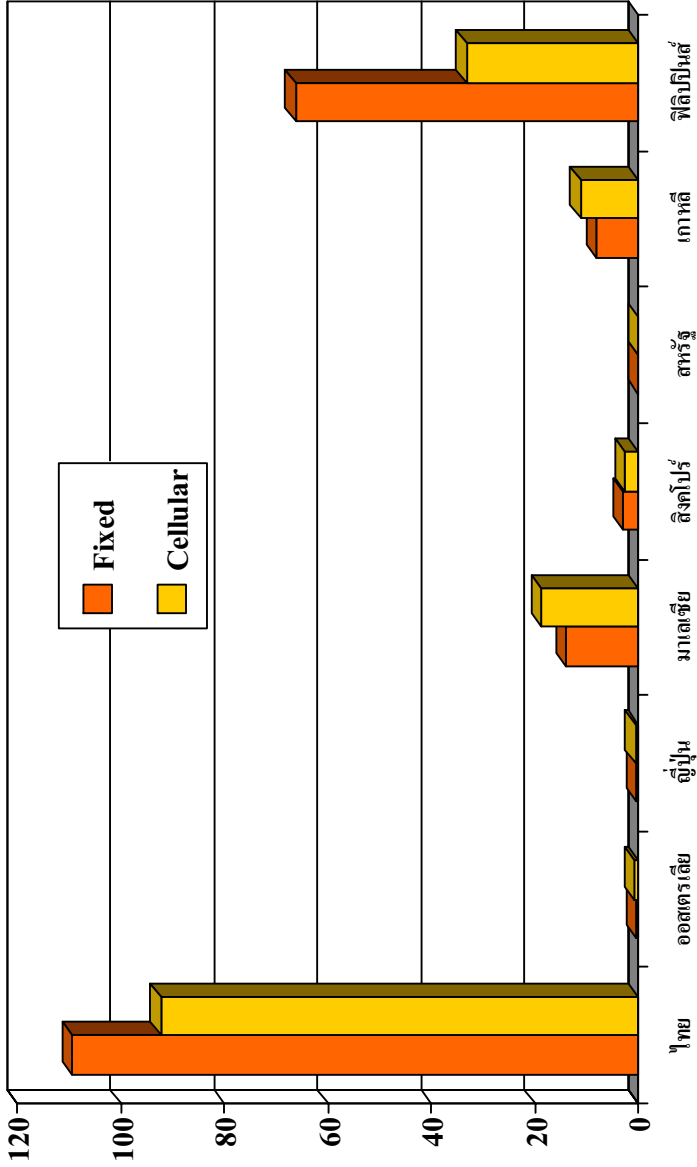 120
100
80
60
40
20
0
Fixed
Cellular
ไทย
ออสเตรเลีย
ญี่ปุ่น
มาเลเซีย
สิงคโปร์
สหรัฐ
เกาหลี
ฟิลิปปินส์